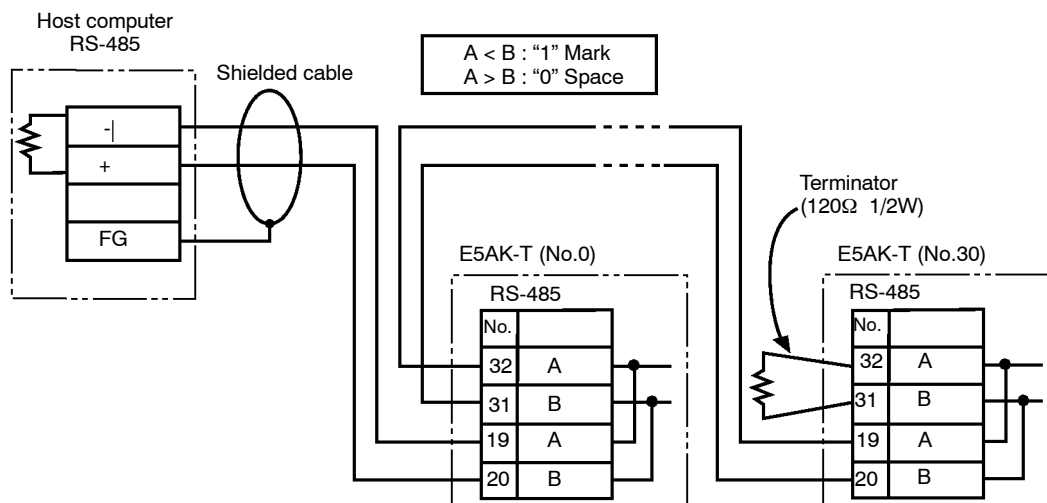 Host computer
RS-485
Shielded cable
A < B : “1” Mark
A > B : “0” Space
-|
+
FG
Terminator
(120Ω 1/2W)
E5AK-T (No.0)
RS-485
No.
32 A
31 B
19 A
20 B
E5AK-T (No.30)
RS-485
No.
32 A
31 B
19 A
20 B